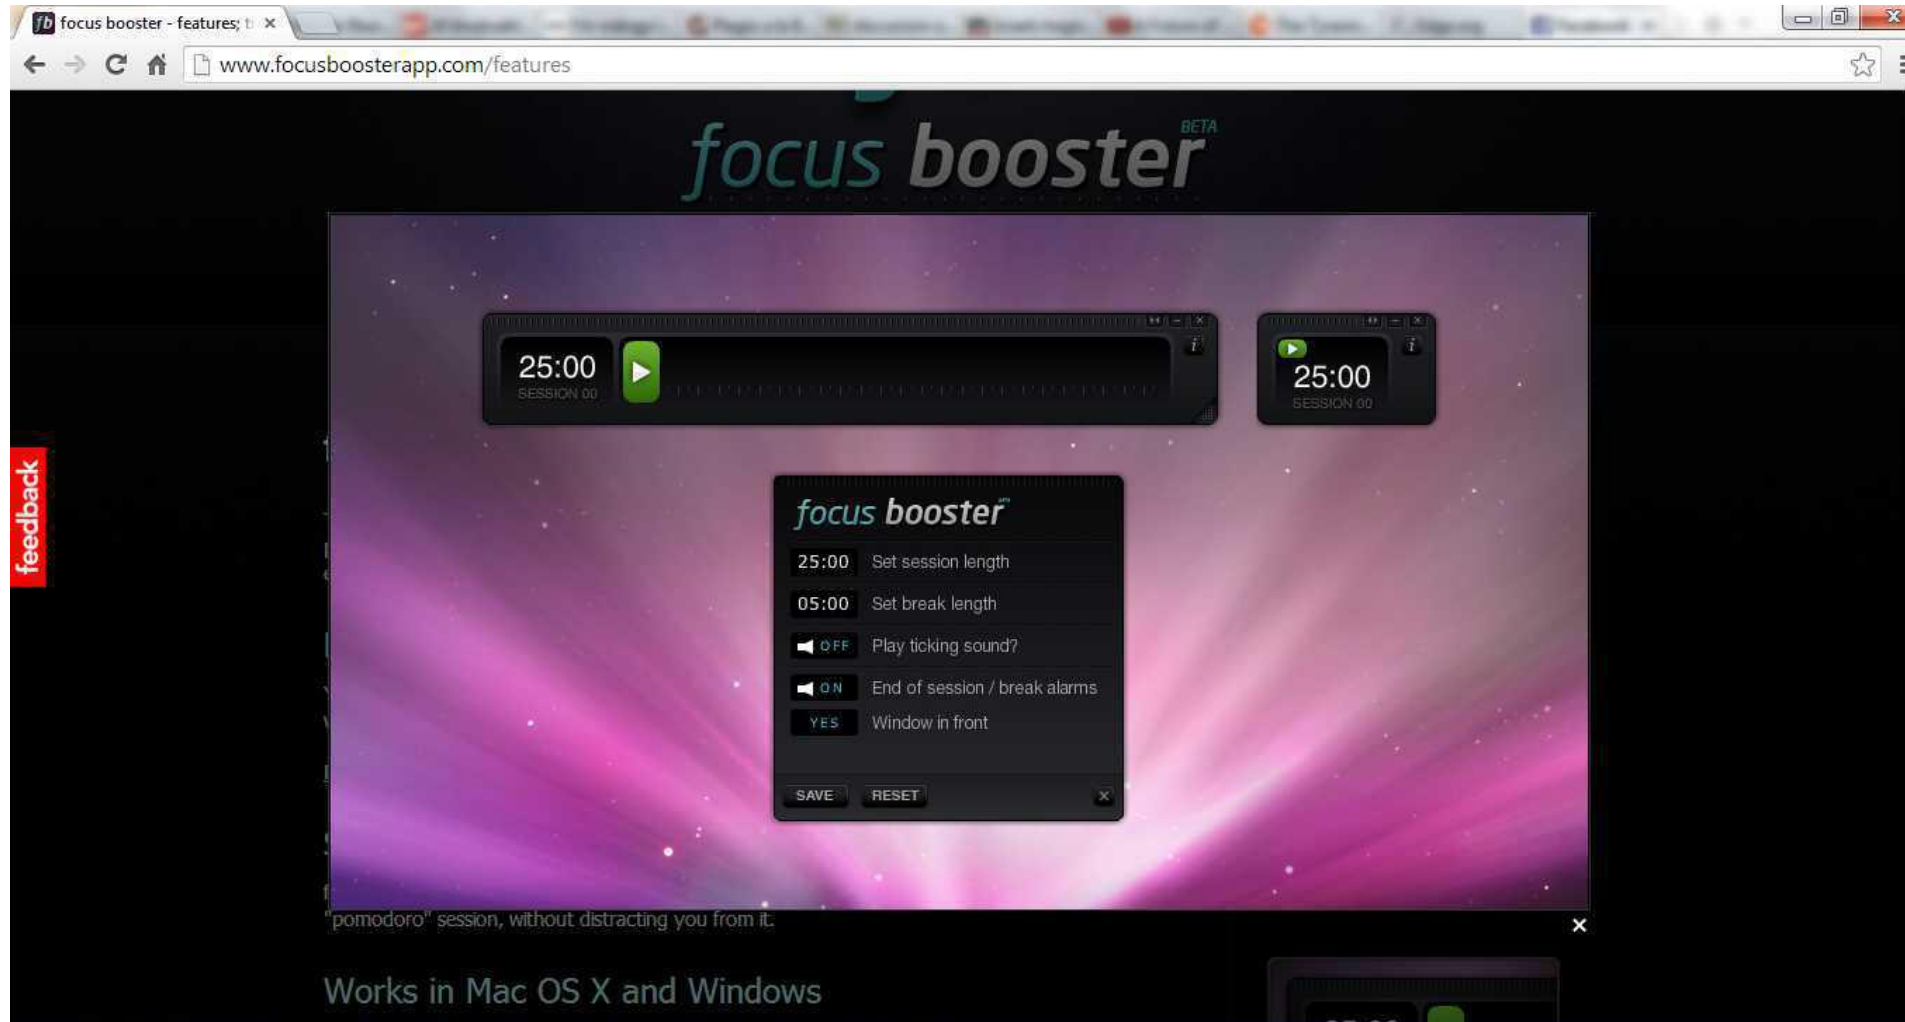 focus booster - features; ti
www.focusboosterapp.com/features
focus booster BETA
25:00
SESSION 00
25:00
SESSION 00
feedback
focus booster
25:00 Set session length
05:00 Set break length
OFF Play ticking sound?
ON End of session / break alarms
YES Window in front
SAVE RESET
"pomodoro" session, without distracting you from it.
Works in Mac OS X and Windows